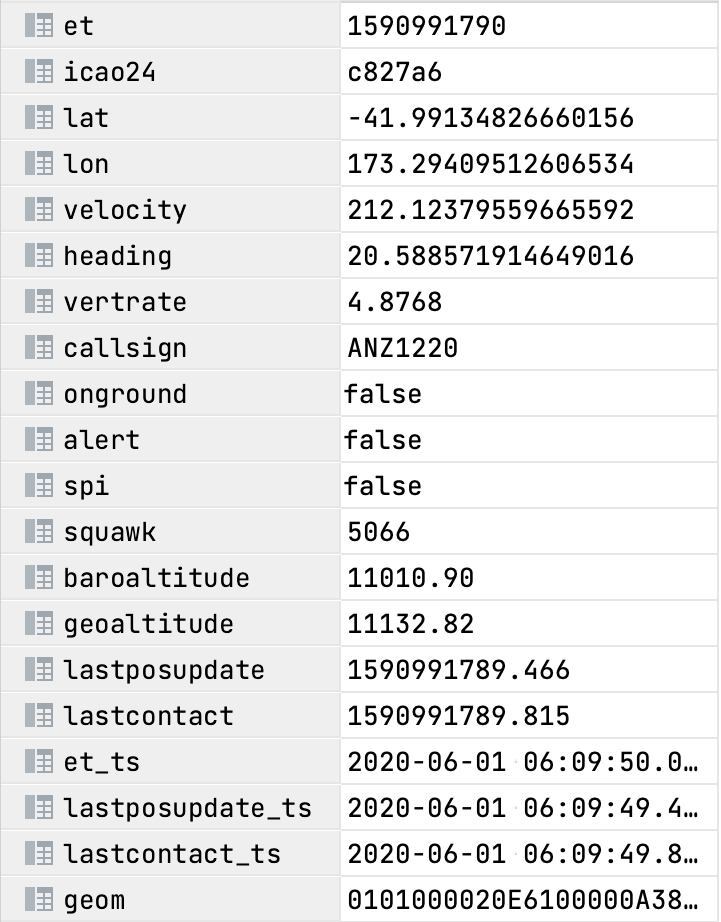 et 1590991790
icao24 c827a6
lat -41.99134826660156
lon 173.29409512606534
velocity 212.12379559665592
heading 20.588571914649016
vertrate 4.8768
callsign ANZ1220
onground false
alert false
spi false
squawk 5066
baroaltitude 11010.90
geoaltitude 11132.82
lastposupdate 1590991789.466
lastcontact 1590991789.815
et_ts 2020-06-01 06:09:50.0…
lastposupdate_ts 2020-06-01 06:09:49.4…
lastcontact_ts 2020-06-01 06:09:49.8…
geom 0101000020E6100000A38…